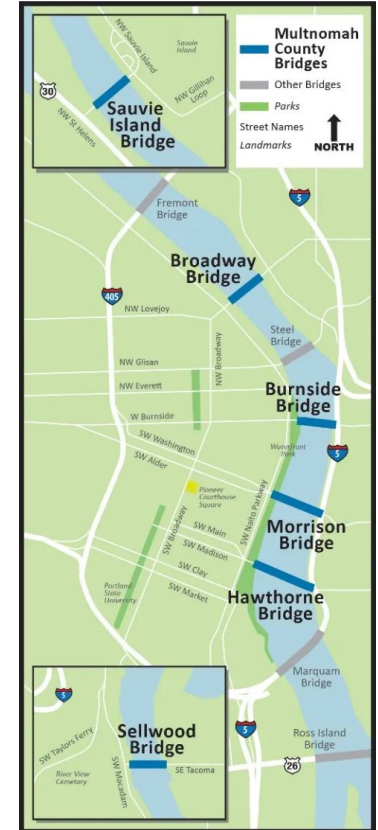 Multnomah
County
Bridges
Other Bridges
Parks
Street Names
Landmarks
NORTH
NW Sauvie Island
Sauvie
Island
30
NW Gillihan
Loop
Sauvie
Island
Bridge
NW St Helens
5
Fremont
Bridge
Broadway
Bridge
405
NW Lovejoy
NW Broadway
Steel
Bridge
NW Glisan
NW Everett
Burnside
Bridge
W Burnside
SW Washington
Waterfront
Park
5
SW Alder
Pioneer
Courthouse
Square
SW Naito Parkway
SW Broadway
Morrison
Bridge
SW Main
SW Madison
SW Clay
SW Market
Portland
State
University
Hawthorne
Bridge
Marquam
Bridge
5
Ross Island
Bridge
26
5
Sellwood
Bridge
SW Taylors Ferry
SW Macadam
SE Tacoma
River View
Cemetery